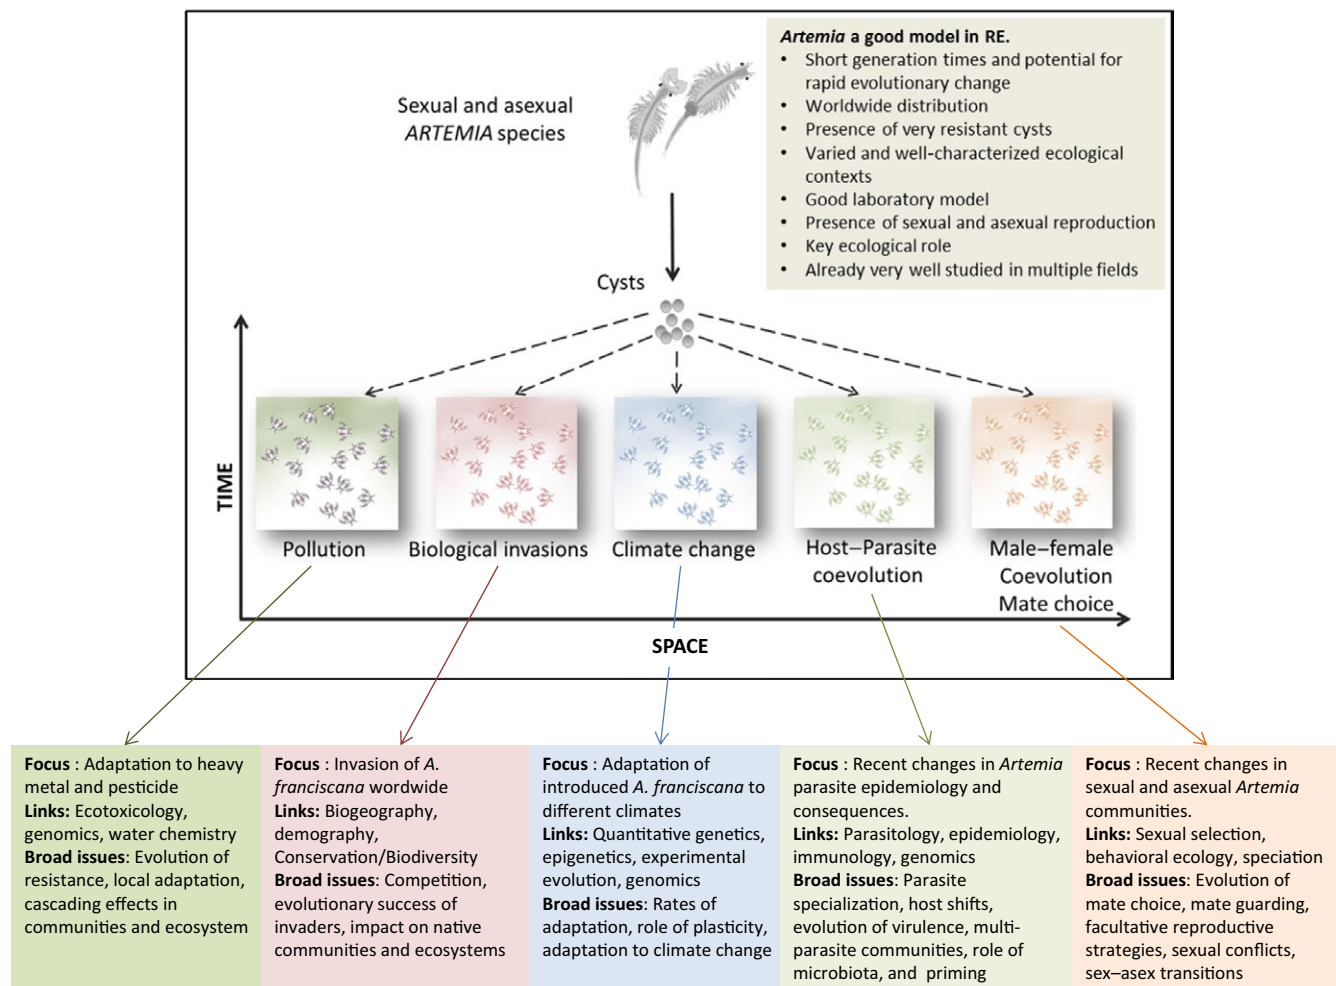 Artemia a good model in RE.
• Short generation times and potential for
rapid evolutionary change
• Worldwide distribution
• Presence of very resistant cysts
• Varied and well-characterized ecological
contexts
• Good laboratory model
• Presence of sexual and asexual reproduction
• Key ecological role
• Already very well studied in multiple fields
Sexual and asexual
ARTEMIA species
Cysts
TIME
Pollution
Biological invasions
Climate change
Host–Parasite
coevolution
Male–female
Coevolution
Mate choice
SPACE
Focus : Adaptation to heavy
metal and pesticide
Links: Ecotoxicology,
genomics, water chemistry
Broad issues: Evolution of
resistance, local adaptation,
cascading effects in
communities and ecosystem
Focus : Invasion of A.
franciscana wordwide
Links: Biogeography,
demography,
Conservation/Biodiversity
Broad issues: Competition,
evolutionary success of
invaders, impact on native
communities and ecosystems
Focus : Adaptation of
introduced A. franciscana to
different climates
Links: Quantitative genetics,
epigenetics, experimental
evolution, genomics
Broad issues: Rates of
adaptation, role of plasticity,
adaptation to climate change
Focus : Recent changes in Artemia
parasite epidemiology and
consequences.
Links: Parasitology, epidemiology,
immunology, genomics
Broad issues: Parasite
specialization, host shifts,
evolution of virulence, multi-
parasite communities, role of
microbiota, and priming
Focus : Recent changes in
sexual and asexual Artemia
communities.
Links: Sexual selection,
behavioral ecology, speciation
Broad issues: Evolution of
mate choice, mate guarding,
facultative reproductive
strategies, sexual conflicts,
sex–asex transitions